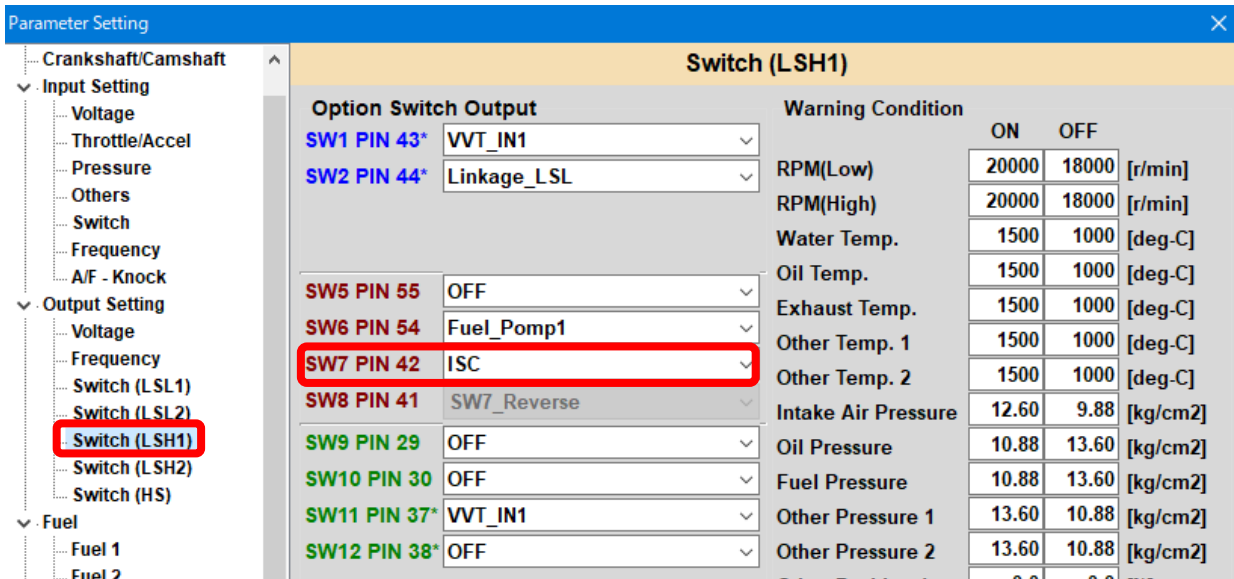 Parameter Setting
Crankshaft/Camshaft
Input Setting
Voltage
Throttle/Accel
Pressure
Others
Switch
Frequency
A/F - Knock
Output Setting
Voltage
Frequency
Switch (LSL1)
Switch (LSL2)
Switch (LSH1)
Switch (LSH2)
Switch (HS)
Fuel
Fuel 1
Fuel 2
Switch (LSH1)
Option Switch Output
SW1 PIN 43* VVT_IN1
SW2 PIN 44* Linkage_LSL
SW5 PIN 55 OFF
SW6 PIN 54 Fuel_Pomp1
SW7 PIN 42 ISC
SW8 PIN 41 SW7_Reverse
SW9 PIN 29 OFF
SW10 PIN 30 OFF
SW11 PIN 37* VVT_IN1
SW12 PIN 38* OFF
Warning Condition
ON OFF
RPM(Low) 20000 18000 [r/min]
RPM(High) 20000 18000 [r/min]
Water Temp. 1500 1000 [deg-C]
Oil Temp. 1500 1000 [deg-C]
Exhaust Temp. 1500 1000 [deg-C]
Other Temp. 1 1500 1000 [deg-C]
Other Temp. 2 1500 1000 [deg-C]
Intake Air Pressure 12.60 9.88 [kg/cm2]
Oil Pressure 10.88 13.60 [kg/cm2]
Fuel Pressure 10.88 13.60 [kg/cm2]
Other Pressure 1 13.60 10.88 [kg/cm2]
Other Pressure 2 13.60 10.88 [kg/cm2]